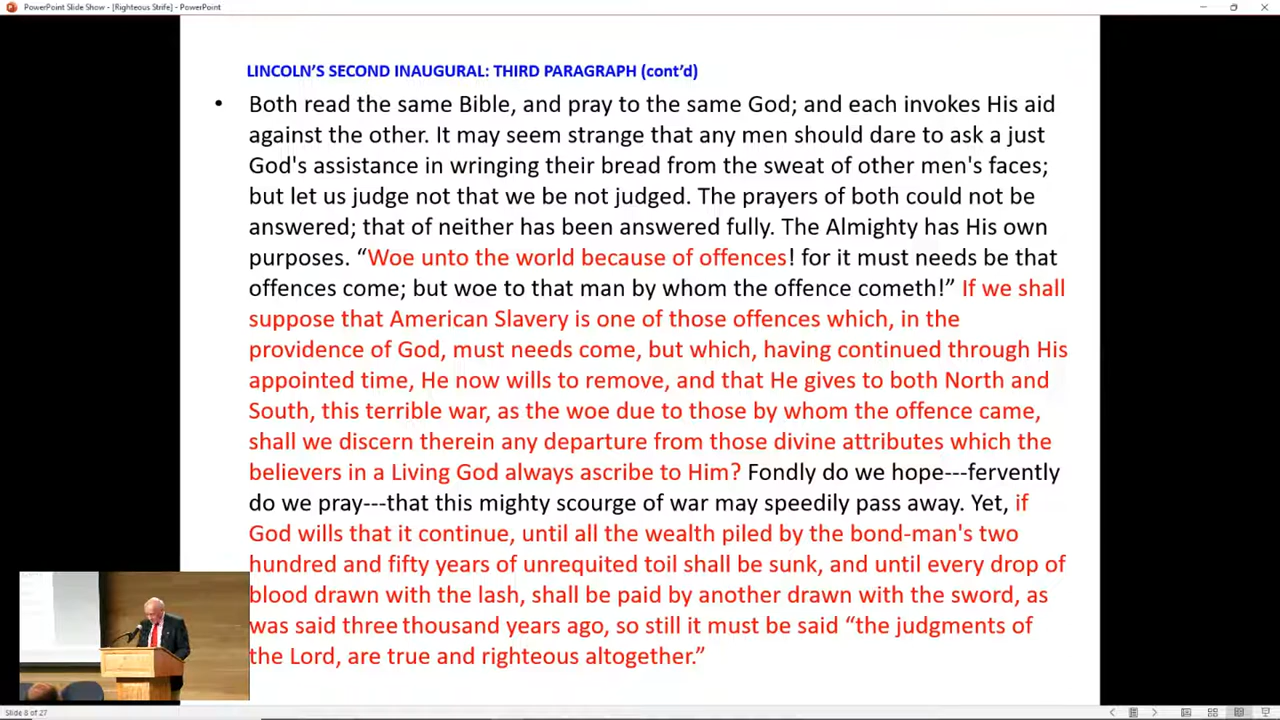 PowerPoint Slide Show - [Righteous Strife] - PowerPoint
LINCOLN'S SECOND INAUGURAL: THIRD PARAGRAPH (cont'd)
• Both read the same Bible, and pray to the same God; and each invokes His aid
against the other. It may seem strange that any men should dare to ask a just
God's assistance in wringing their bread from the sweat of other men's faces;
but let us judge not that we be not judged. The prayers of both could not be
answered; that of neither has been answered fully. The Almighty has His own
purposes. “Woe unto the world because of offences! for it must needs be that
offences come; but woe to that man by whom the offence cometh!” If we shall
suppose that American Slavery is one of those offences which, in the
providence of God, must needs come, but which, having continued through His
appointed time, He now wills to remove, and that He gives to both North and
South, this terrible war, as the woe due to those by whom the offence came,
shall we discern therein any departure from those divine attributes which the
believers in a Living God always ascribe to Him? Fondly do we hope---fervently
do we pray---that this mighty scourge of war may speedily pass away. Yet, if
God wills that it continue, until all the wealth piled by the bond-man's two
hundred and fifty years of unrequited toil shall be sunk, and until every drop of
blood drawn with the lash, shall be paid by another drawn with the sword, as
was said three thousand years ago, so still it must be said “the judgments of
the Lord, are true and righteous altogether.”
Slide 8 of 27